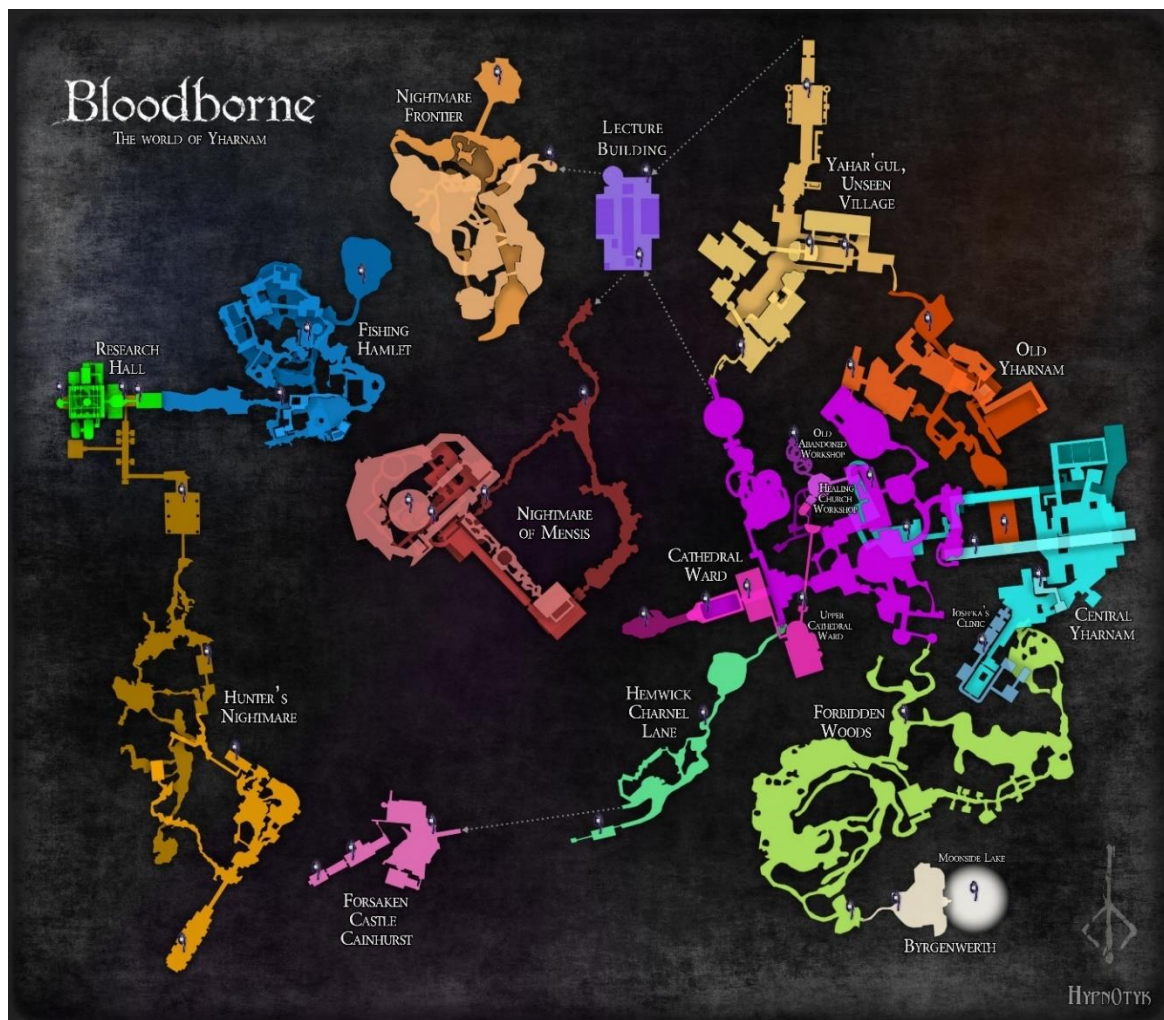 Bloodborne
The World of Yharnam
Nightmare
Frontier
Lecture
Building
Yahar'gul,
Unseen
Village
Fishing
Hamlet
Research
Hall
Old
Yharnam
Old
Abandoned
Workshop
Healing
Church
Workshop
Nightmare
of Mensis
Cathedral
Ward
Upper
Cathedral
Ward
Iosefka's
Clinic
Central
Yharnam
Hunter's
Nightmare
Hemwick
Charnel
Lane
Forbidden
Woods
Forsaken
Castle
Cainhurst
Moonside Lake
Byrgenwerth
Hypn0tyk